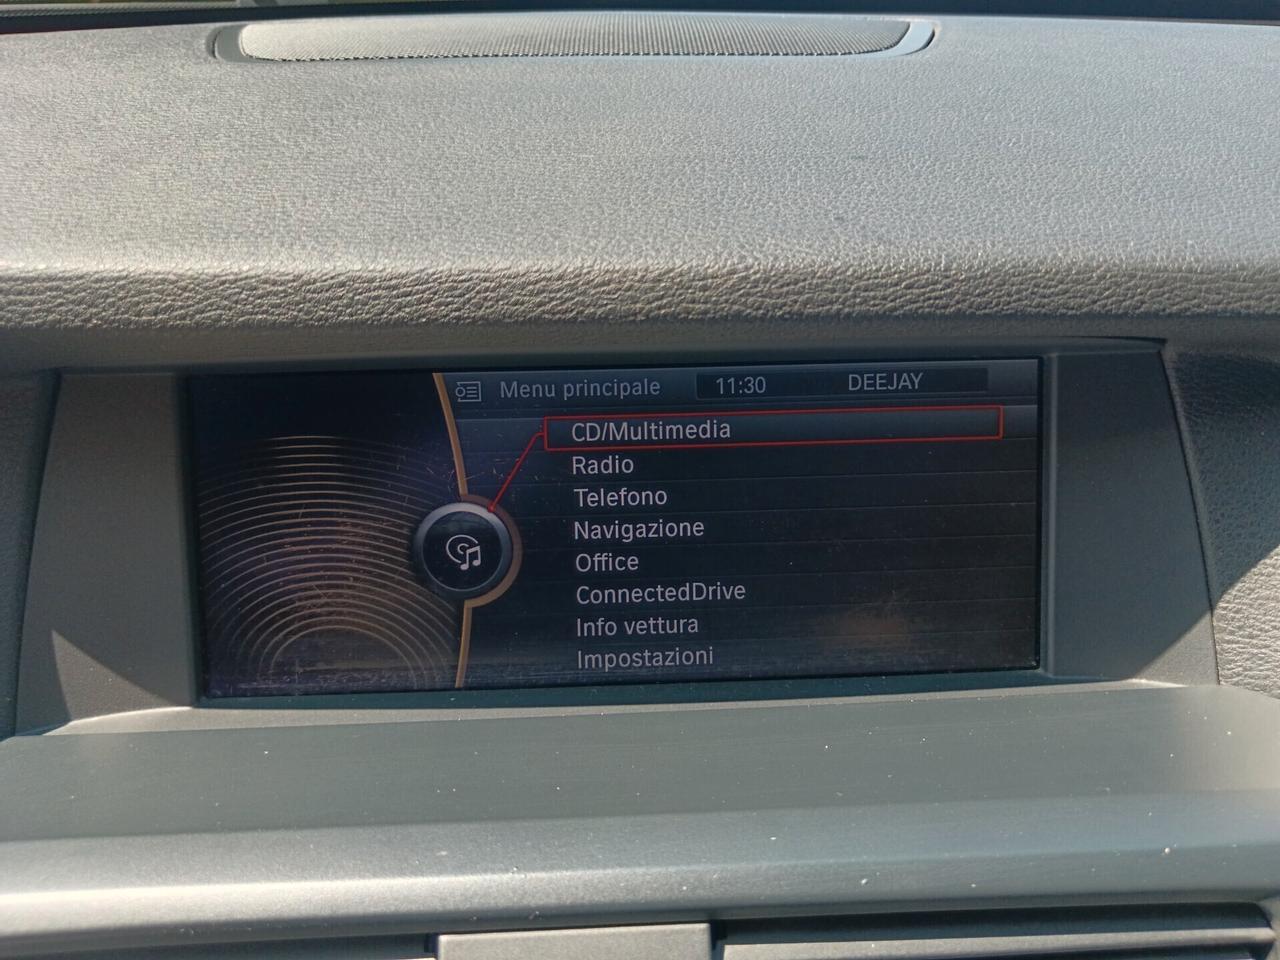 Menu principale 11:30 DEEJAY
CD/Multimedia
Radio
Telefono
Navigazione
Office
ConnectedDrive
Info vettura
Impostazioni